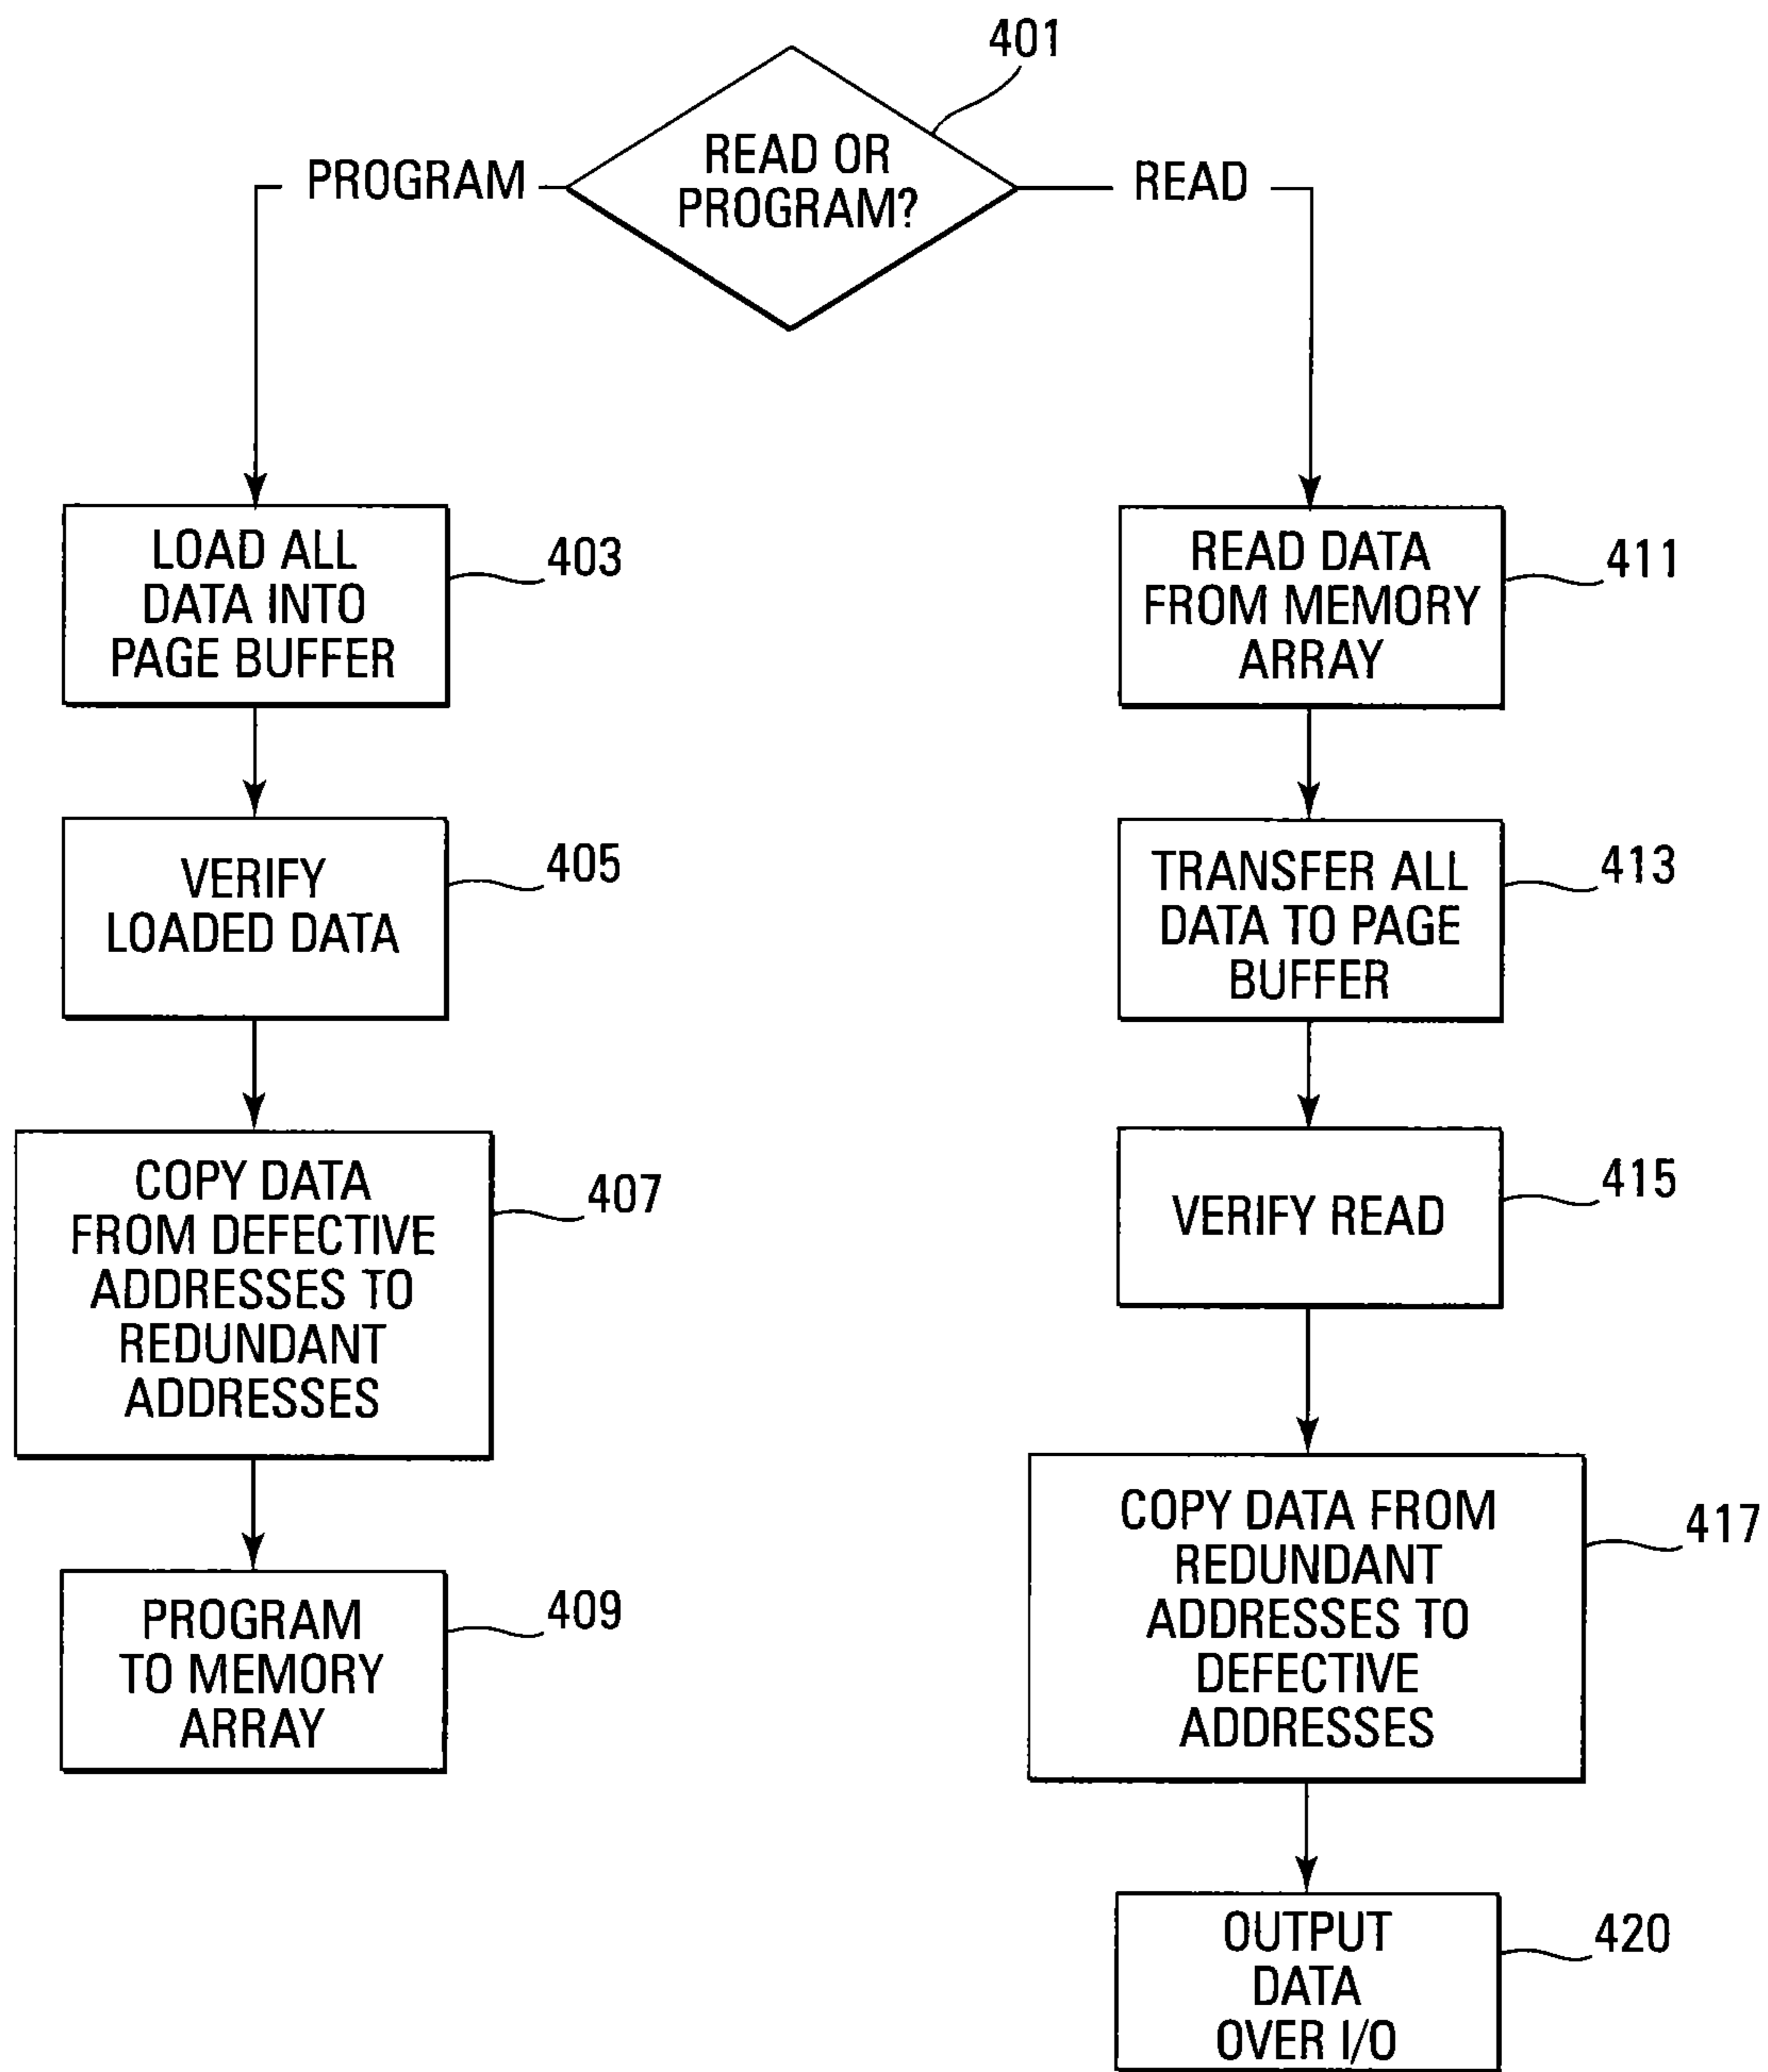 401
READ OR
PROGRAM?
PROGRAM
READ
LOAD ALL
DATA INTO
PAGE BUFFER
403
VERIFY
LOADED DATA
405
COPY DATA
FROM DEFECTIVE
ADDRESSES TO
REDUNDANT
ADDRESSES
407
PROGRAM
TO MEMORY
ARRAY
409
READ DATA
FROM MEMORY
ARRAY
411
TRANSFER ALL
DATA TO PAGE
BUFFER
413
VERIFY READ
415
COPY DATA FROM
REDUNDANT
ADDRESSES TO
DEFECTIVE
ADDRESSES
417
OUTPUT
DATA
OVER I/O
420